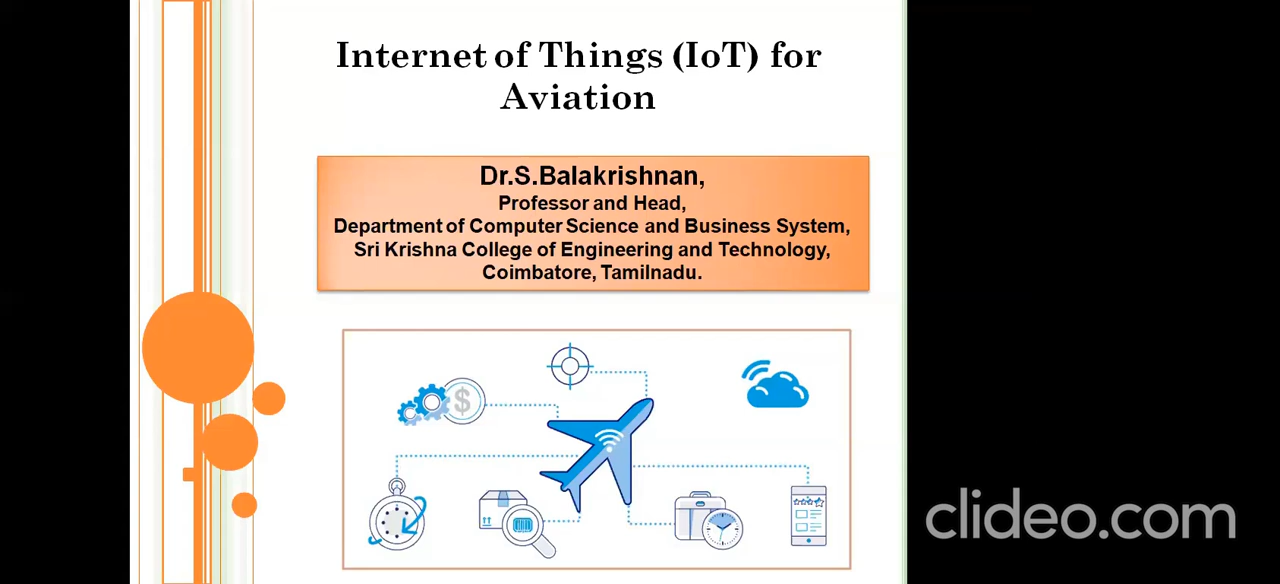 Internet of Things (IoT) for
Aviation
Dr.S.Balakrishnan,
Professor and Head,
Department of Computer Science and Business System,
Sri Krishna College of Engineering and Technology,
Coimbatore, Tamilnadu.
$
clideo.com